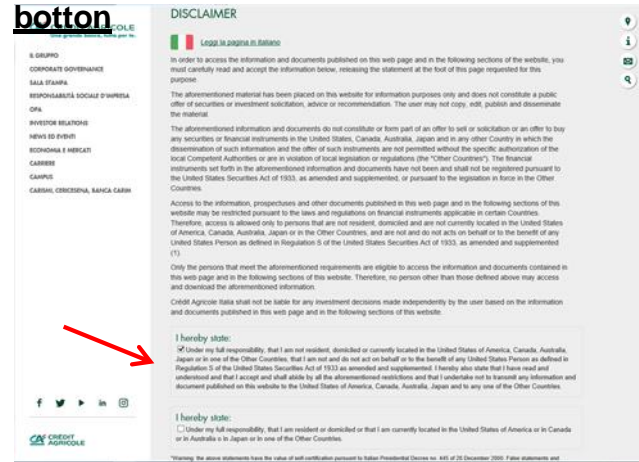 botton
IL GRUPPO
CORPORATE GOVERNANCE
SALA STAMPA
RESPONSABILITÀ SOCIALE D'IMPRESA
OPA
INVESTOR RELATIONS
NEWS ED EVENTI
ECONOMIA E MERCATI
CARRIERE
CAMPUS
CARISMI, CERICESENA, BANCA CARIM
CRÉDIT
AGRICOLE
DISCLAIMER
Leggi la pagina in Italiano
In order to access the information and documents published on this web page and in the following sections of the website, you
must carefully read and accept the information below, releasing the statement at the foot of this page requested for this
purpose.
The aforementioned material has been placed on this website for information purposes only and does not constitute a public
offer of securities or investment solicitation, advice or recommendation. The user may not copy, edit, publish and disseminate
the material.
The aforementioned information and documents do not constitute or form part of an offer to sell or solicitation or an offer to buy
any securities or financial instruments in the United States, Canada, Australia, Japan and in any other Country in which the
dissemination of such information and the offer of such instruments are not permitted without the specific authorization of the
local Competent Authorities or are in violation of local legislation or regulations (the "Other Countries"). The financial
instruments set forth in the aforementioned information and documents have not been and shall not be registered pursuant to
the United States Securities Act of 1933, as amended and supplemented, or pursuant to the legislation in force in the Other
Countries.
Access to the information, prospectuses and other documents published in this web page and in the following sections of this
website may be restricted pursuant to the laws and regulations on financial instruments applicable in certain Countries.
Therefore, access is allowed only to persons that are not resident, domiciled and are not currently located in the United States
of America, Canada, Australia, Japan or in the Other Countries, and are not and do not acts on behalf or to the benefit of any
United States Person as defined in Regulation S of the United States Securities Act of 1933, as amended and supplemented
(1).
Only the persons that meet the aforementioned requirements are eligible to access the information and documents contained in
this web page and in the following sections of this website. Therefore, no person other than those defined above may access
and download the aforementioned information.
Crédit Agricole Italia shall not be liable for any investment decisions made independently by the user based on the information
and documents published in this web page and in the following sections of this website.
I hereby state:
Under my full responsibility, that I am not resident, domiciled or currently located in the United States of America, Canada, Australia,
Japan or in one of the Other Countries, that I am not and do not act on behalf or to the benefit of any United States Person as defined in
Regulation S of the United States Securities Act of 1933 as amended and supplemented. I hereby also state that I have read and
understood and that I accept and shall abide by all the aforementioned restrictions and that I undertake not to transmit any information and
document published on this website to the United States of America, Canada, Australia, Japan and to any one of the Other Countries.
I hereby state:
Under my full responsibility, that I am resident or domiciled or that I am currently located in the United States of America or in Canada
or in Australia o in Japan or in one of the Other Countries.
*Warning: the above statements have the value of self-certification pursuant to Italian Presidential Decree no. 445 of 28 December 2000. False statements and